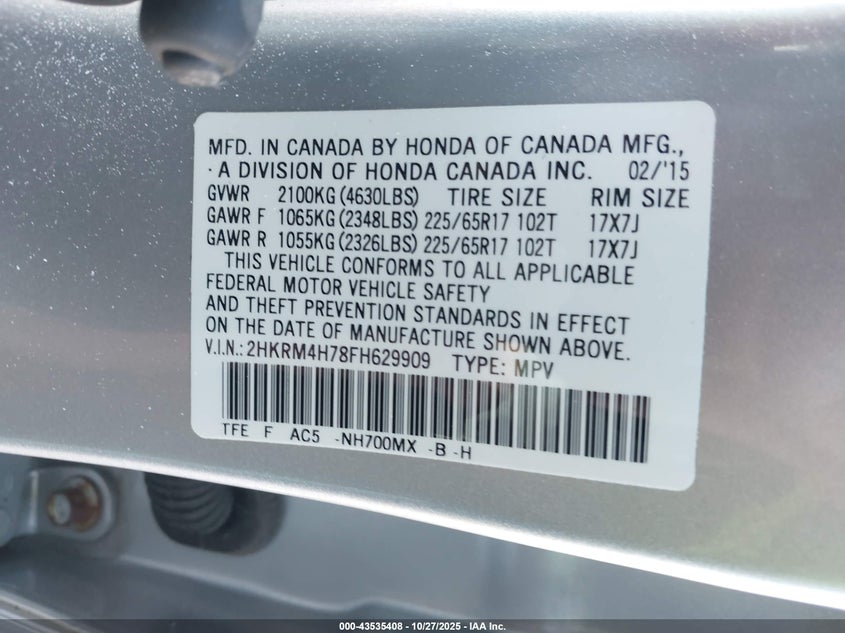 MFD. IN CANADA BY HONDA OF CANADA MFG.,
· A DIVISION OF HONDA CANADA INC. 02/'15
GVWR 2100KG (4630LBS) TIRE SIZE RIM SIZE
GAWR F 1065KG (2348LBS) 225/65R17 102T 17X7J
GAWR R 1055KG (2326LBS) 225/65R17 102T 17X7J
THIS VEHICLE CONFORMS TO ALL APPLICABLE
FEDERAL MOTOR VEHICLE SAFETY
AND THEFT PREVENTION STANDARDS IN EFFECT
ON THE DATE OF MANUFACTURE SHOWN ABOVE.
V.I.N.: 2HKRM4H78FH629909 TYPE: MPV
TFE F AC5 -NH700MX -B -H
000-43535408 | 10/27/2025 - IAA Inc.